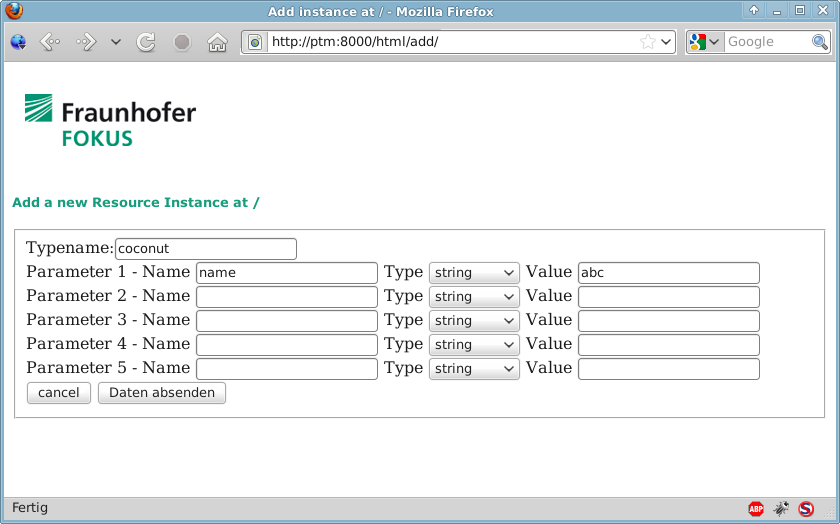 Add instance at / - Mozilla Firefox
http://ptm:8000/html/add/
Google
Fraunhofer
FOKUS
Add a new Resource Instance at /
Typename: coconut
Parameter 1 - Name name Type string Value abc
Parameter 2 - Name Type string Value
Parameter 3 - Name Type string Value
Parameter 4 - Name Type string Value
Parameter 5 - Name Type string Value
cancel Daten absenden
Fertig ABP S